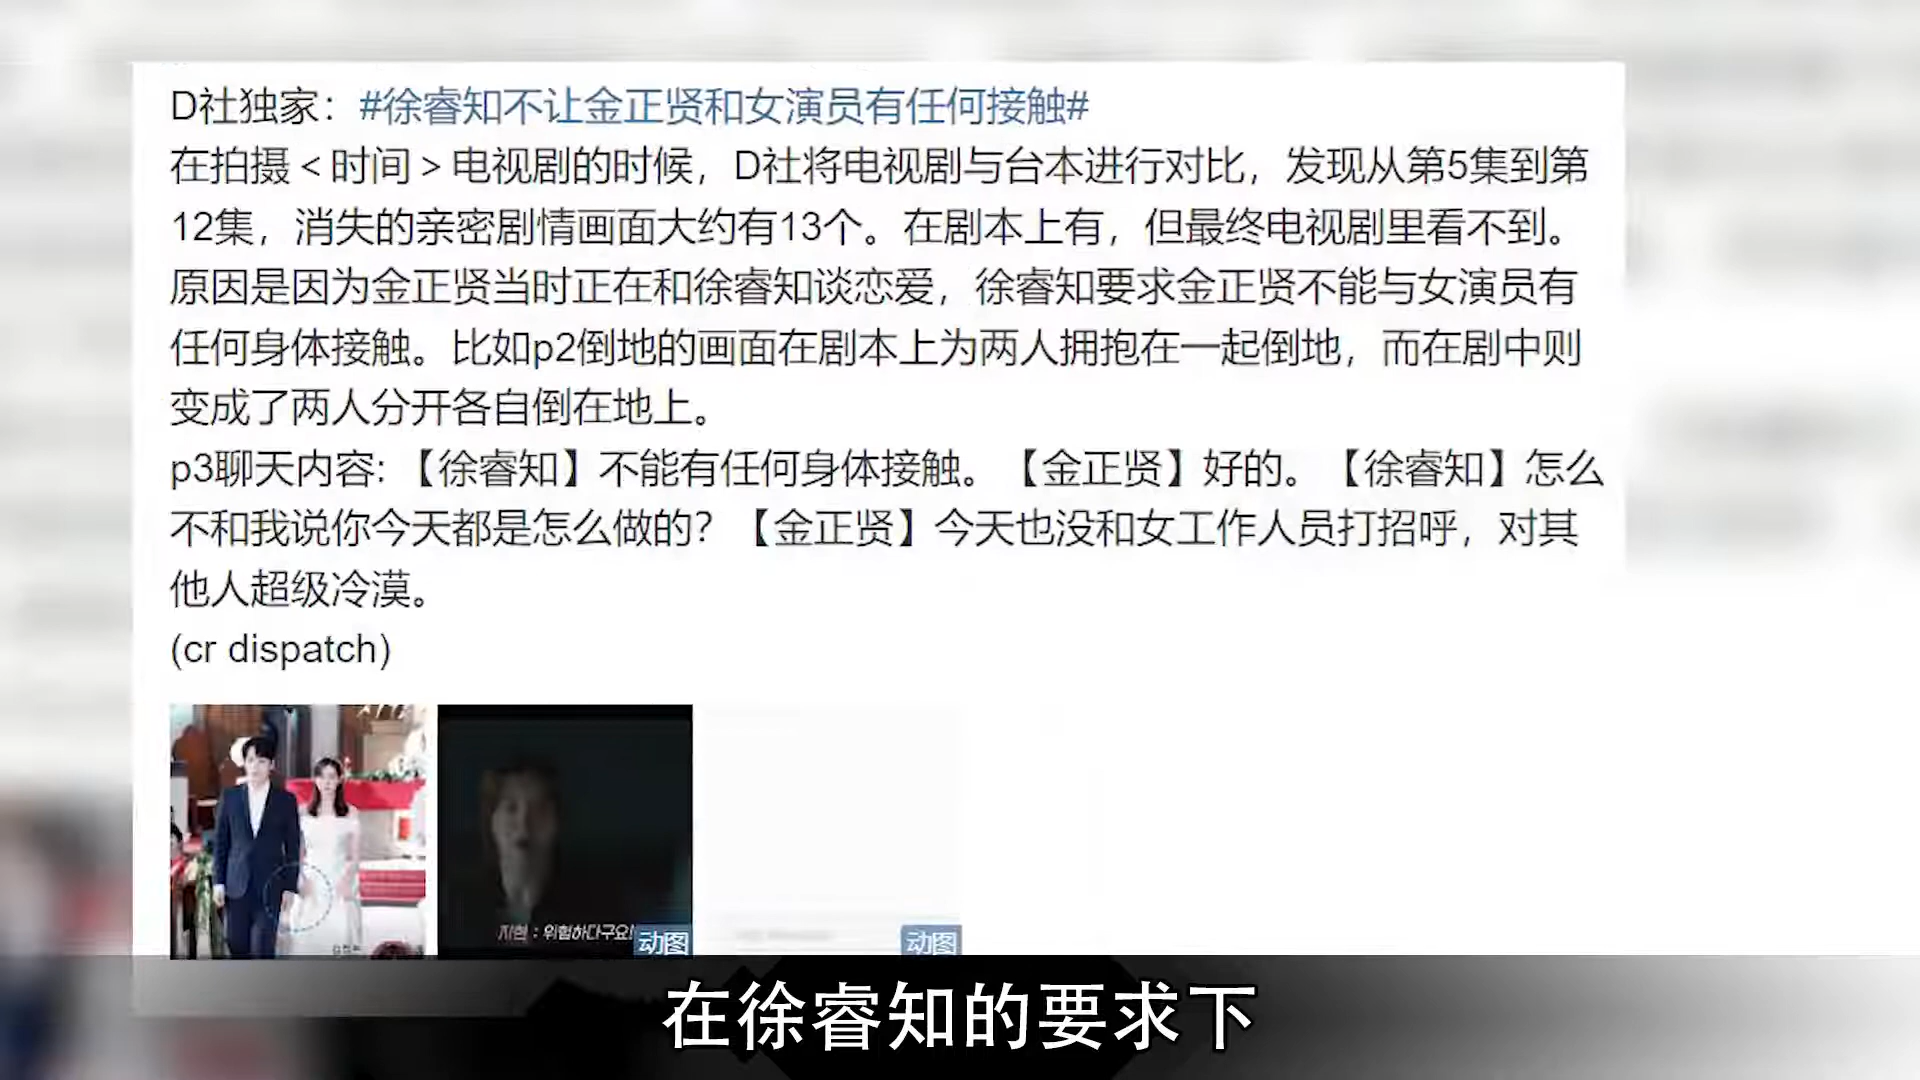 D社独家：#徐睿知不让金正贤和女演员有任何接触#
在拍摄＜时间＞电视剧的时候，D社将电视剧与台本进行对比，发现从第5集到第
12集，消失的亲密剧情画面大约有13个。在剧本上有，但最终电视剧里看不到。
原因是因为金正贤当时正在和徐睿知谈恋爱，徐睿知要求金正贤不能与女演员有
任何身体接触。比如p2倒地的画面在剧本上为两人拥抱在一起倒地，而在剧中则
变成了两人分开各自倒在地上。
p3聊天内容:【徐睿知】不能有任何身体接触。【金正贤】好的。【徐睿知】怎么
不和我说你今天都是怎么做的？【金正贤】今天也没和女工作人员打招呼，对其
他人超级冷漠。
(cr dispatch)
지현 : 위험하다구요!
动图
动图
在徐睿知的要求下